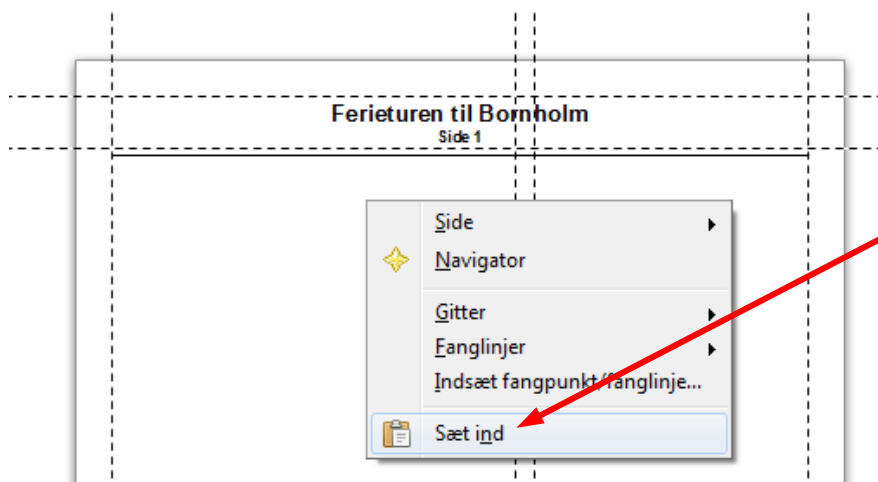 Ferieturen til Bornholm
Side 1
Side
Navigator
Gitter
Fanglinjer
Indsæt fangpunkt/fanglinje...
Sæt ind